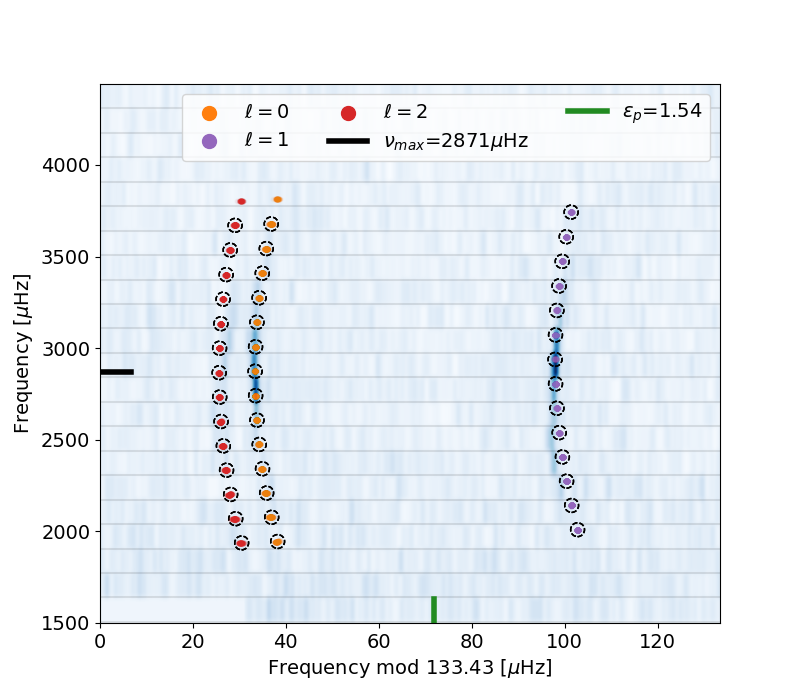 ℓ = 0 ℓ = 2 εp=1.54
ℓ = 1 νmax=2871μHz
4000
3500
3000
2500
2000
1500
Frequency [μHz]
0 20 40 60 80 100 120
Frequency mod 133.43 [μHz]